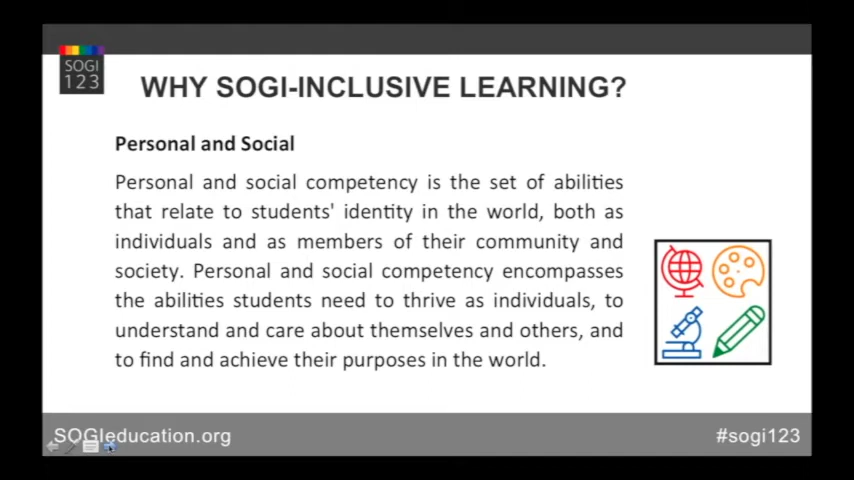 SOGI
123
WHY SOGI-INCLUSIVE LEARNING?
Personal and Social
Personal and social competency is the set of abilities
that relate to students' identity in the world, both as
individuals and as members of their community and
society. Personal and social competency encompasses
the abilities students need to thrive as individuals, to
understand and care about themselves and others, and
to find and achieve their purposes in the world.
SOGIeducation.org
#sogi123